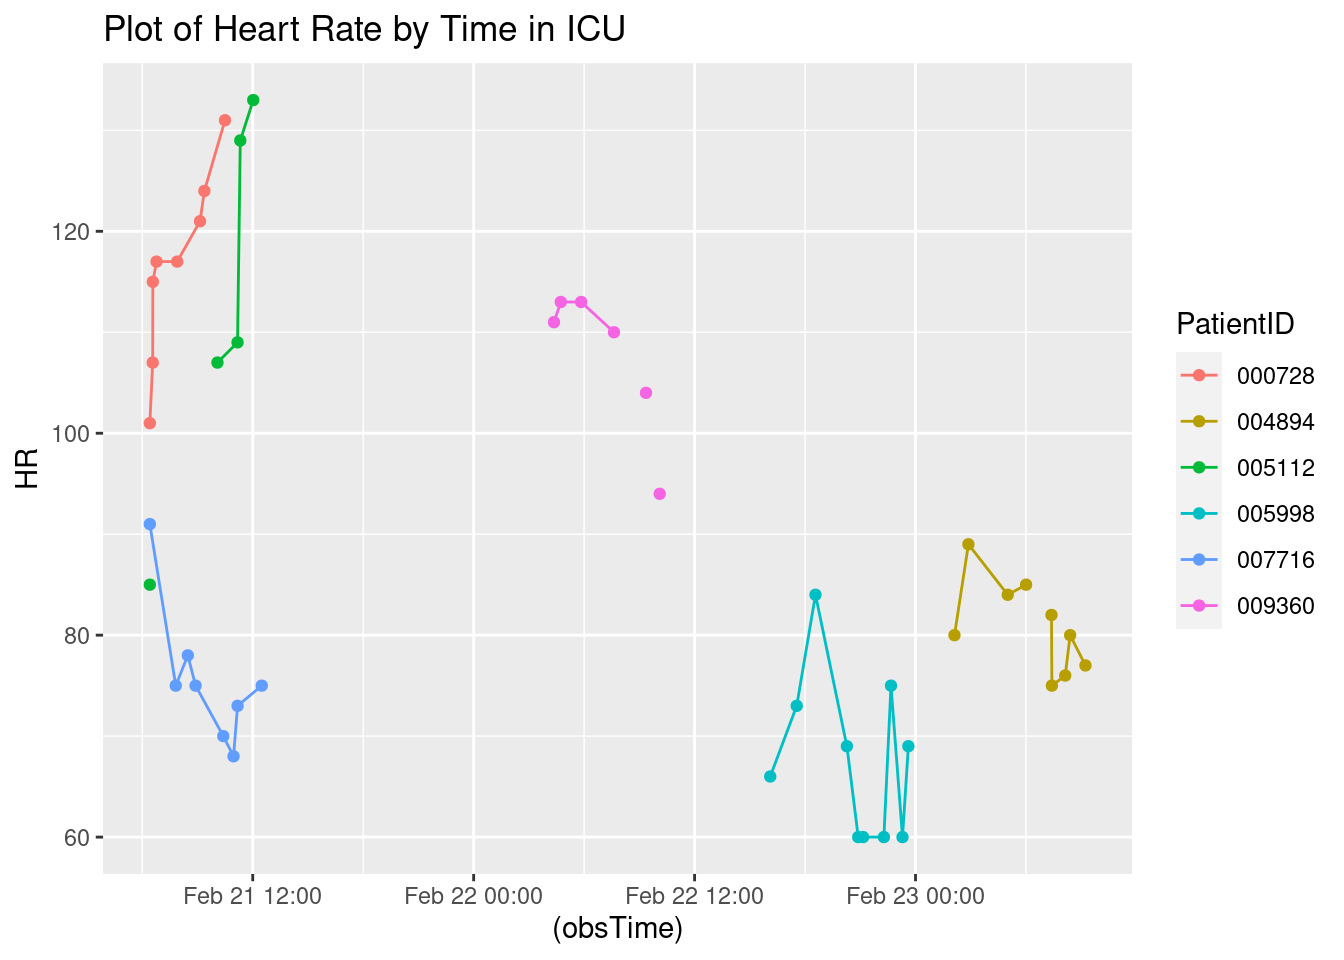 Plot of Heart Rate by Time in ICU
HR
120
100
80
60
Feb 21 12:00
Feb 22 00:00
Feb 22 12:00
Feb 23 00:00
(obsTime)
PatientID
000728
004894
005112
005998
007716
009360